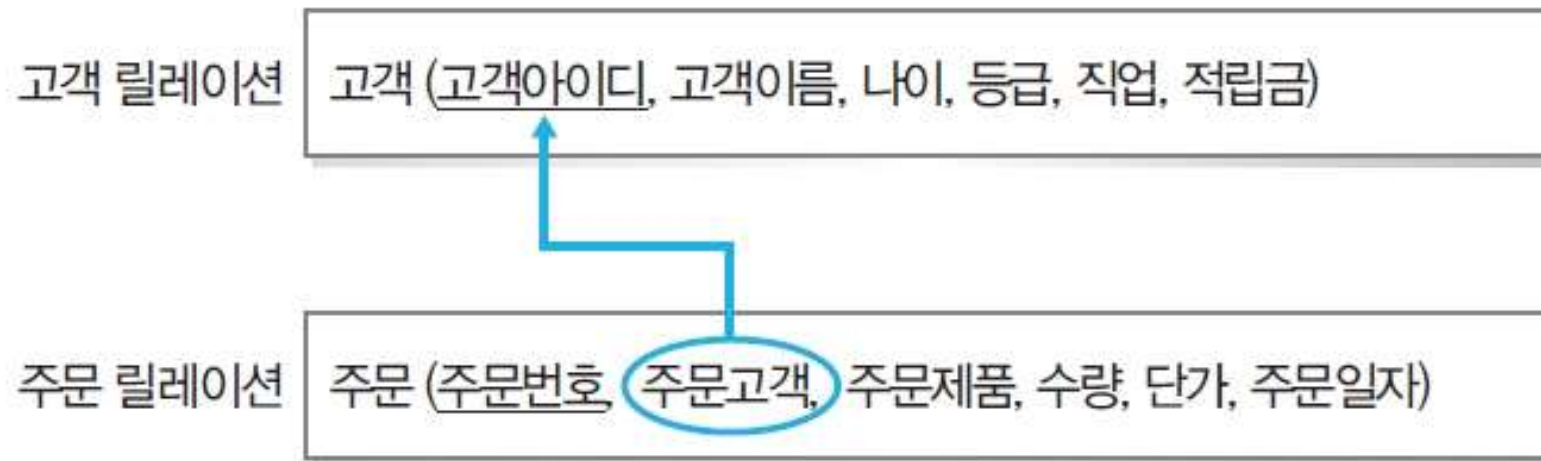 고객 릴레이션 고객 (고객아이디, 고객이름, 나이, 등급, 직업, 적립금)
주문 릴레이션 주문 (주문번호, 주문고객, 주문제품, 수량, 단가, 주문일자)